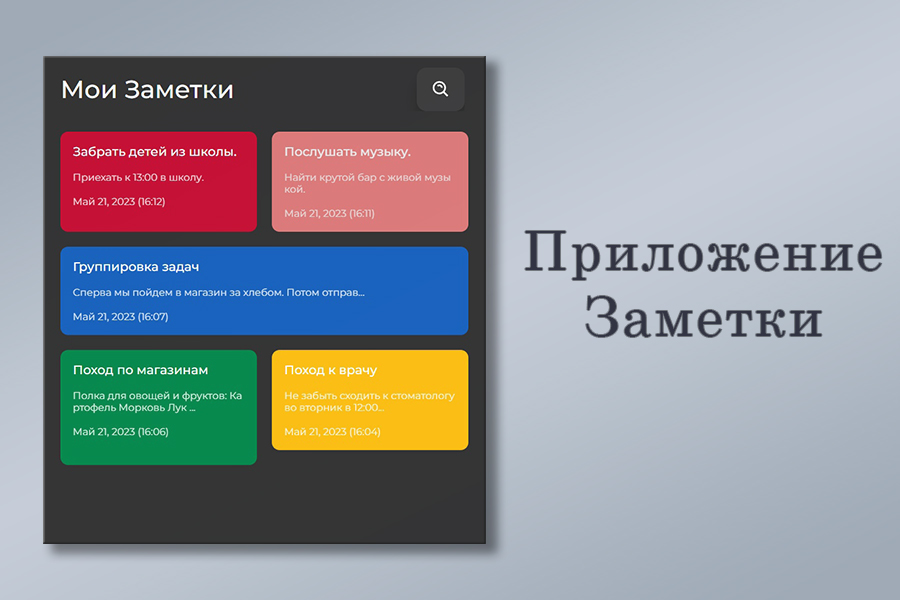 Мои Заметки
Забрать детей из школы.
Приехать к 13:00 в школу.
Май 21, 2023 (16:12)
Послушать музыку.
Найти крутой бар с живой музы
кой.
Май 21, 2023 (16:11)
Группировка задач
Сперва мы пойдем в магазин за хлебом. Потом отправ...
Май 21, 2023 (16:07)
Поход по магазинам
Полка для овощей и фруктов: Ка
ртофель Морковь Лук ...
Май 21, 2023 (16:06)
Поход к врачу
Не забыть сходить к стоматологу
во вторник в 12:00...
Май 21, 2023 (16:04)
Приложение
Заметки